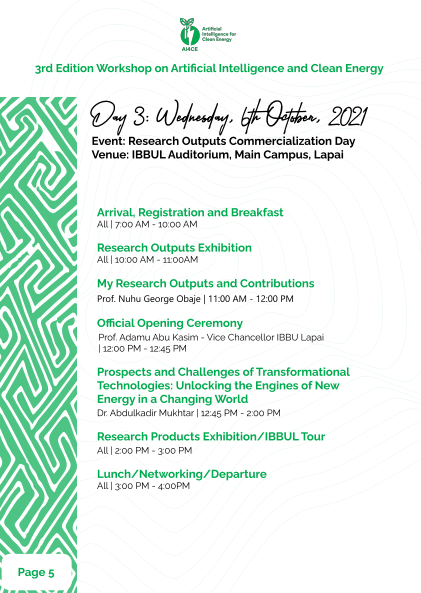 Artificial
Intelligence for
Clean Energy
AI4CE
3rd Edition Workshop on Artificial Intelligence and Clean Energy
Day 3: Wednesday, 6th October, 2021
Event: Research Outputs Commercialization Day
Venue: IBBUL Auditorium, Main Campus, Lapai
Arrival, Registration and Breakfast
All | 7:00 AM - 10:00 AM
Research Outputs Exhibition
All | 10:00 AM - 11:00AM
My Research Outputs and Contributions
Prof. Nuhu George Obaje | 11:00 AM - 12:00 PM
Official Opening Ceremony
Prof. Adamu Abu Kasim - Vice Chancellor IBBU Lapai
| 12:00 PM - 12:45 PM
Prospects and Challenges of Transformational
Technologies: Unlocking the Engines of New
Energy in a Changing World
Dr. Abdulkadir Mukhtar | 12:45 PM - 2:00 PM
Research Products Exhibition/IBBUL Tour
All | 2:00 PM - 3:00 PM
Lunch/Networking/Departure
All | 3:00 PM - 4:00PM
Page 5